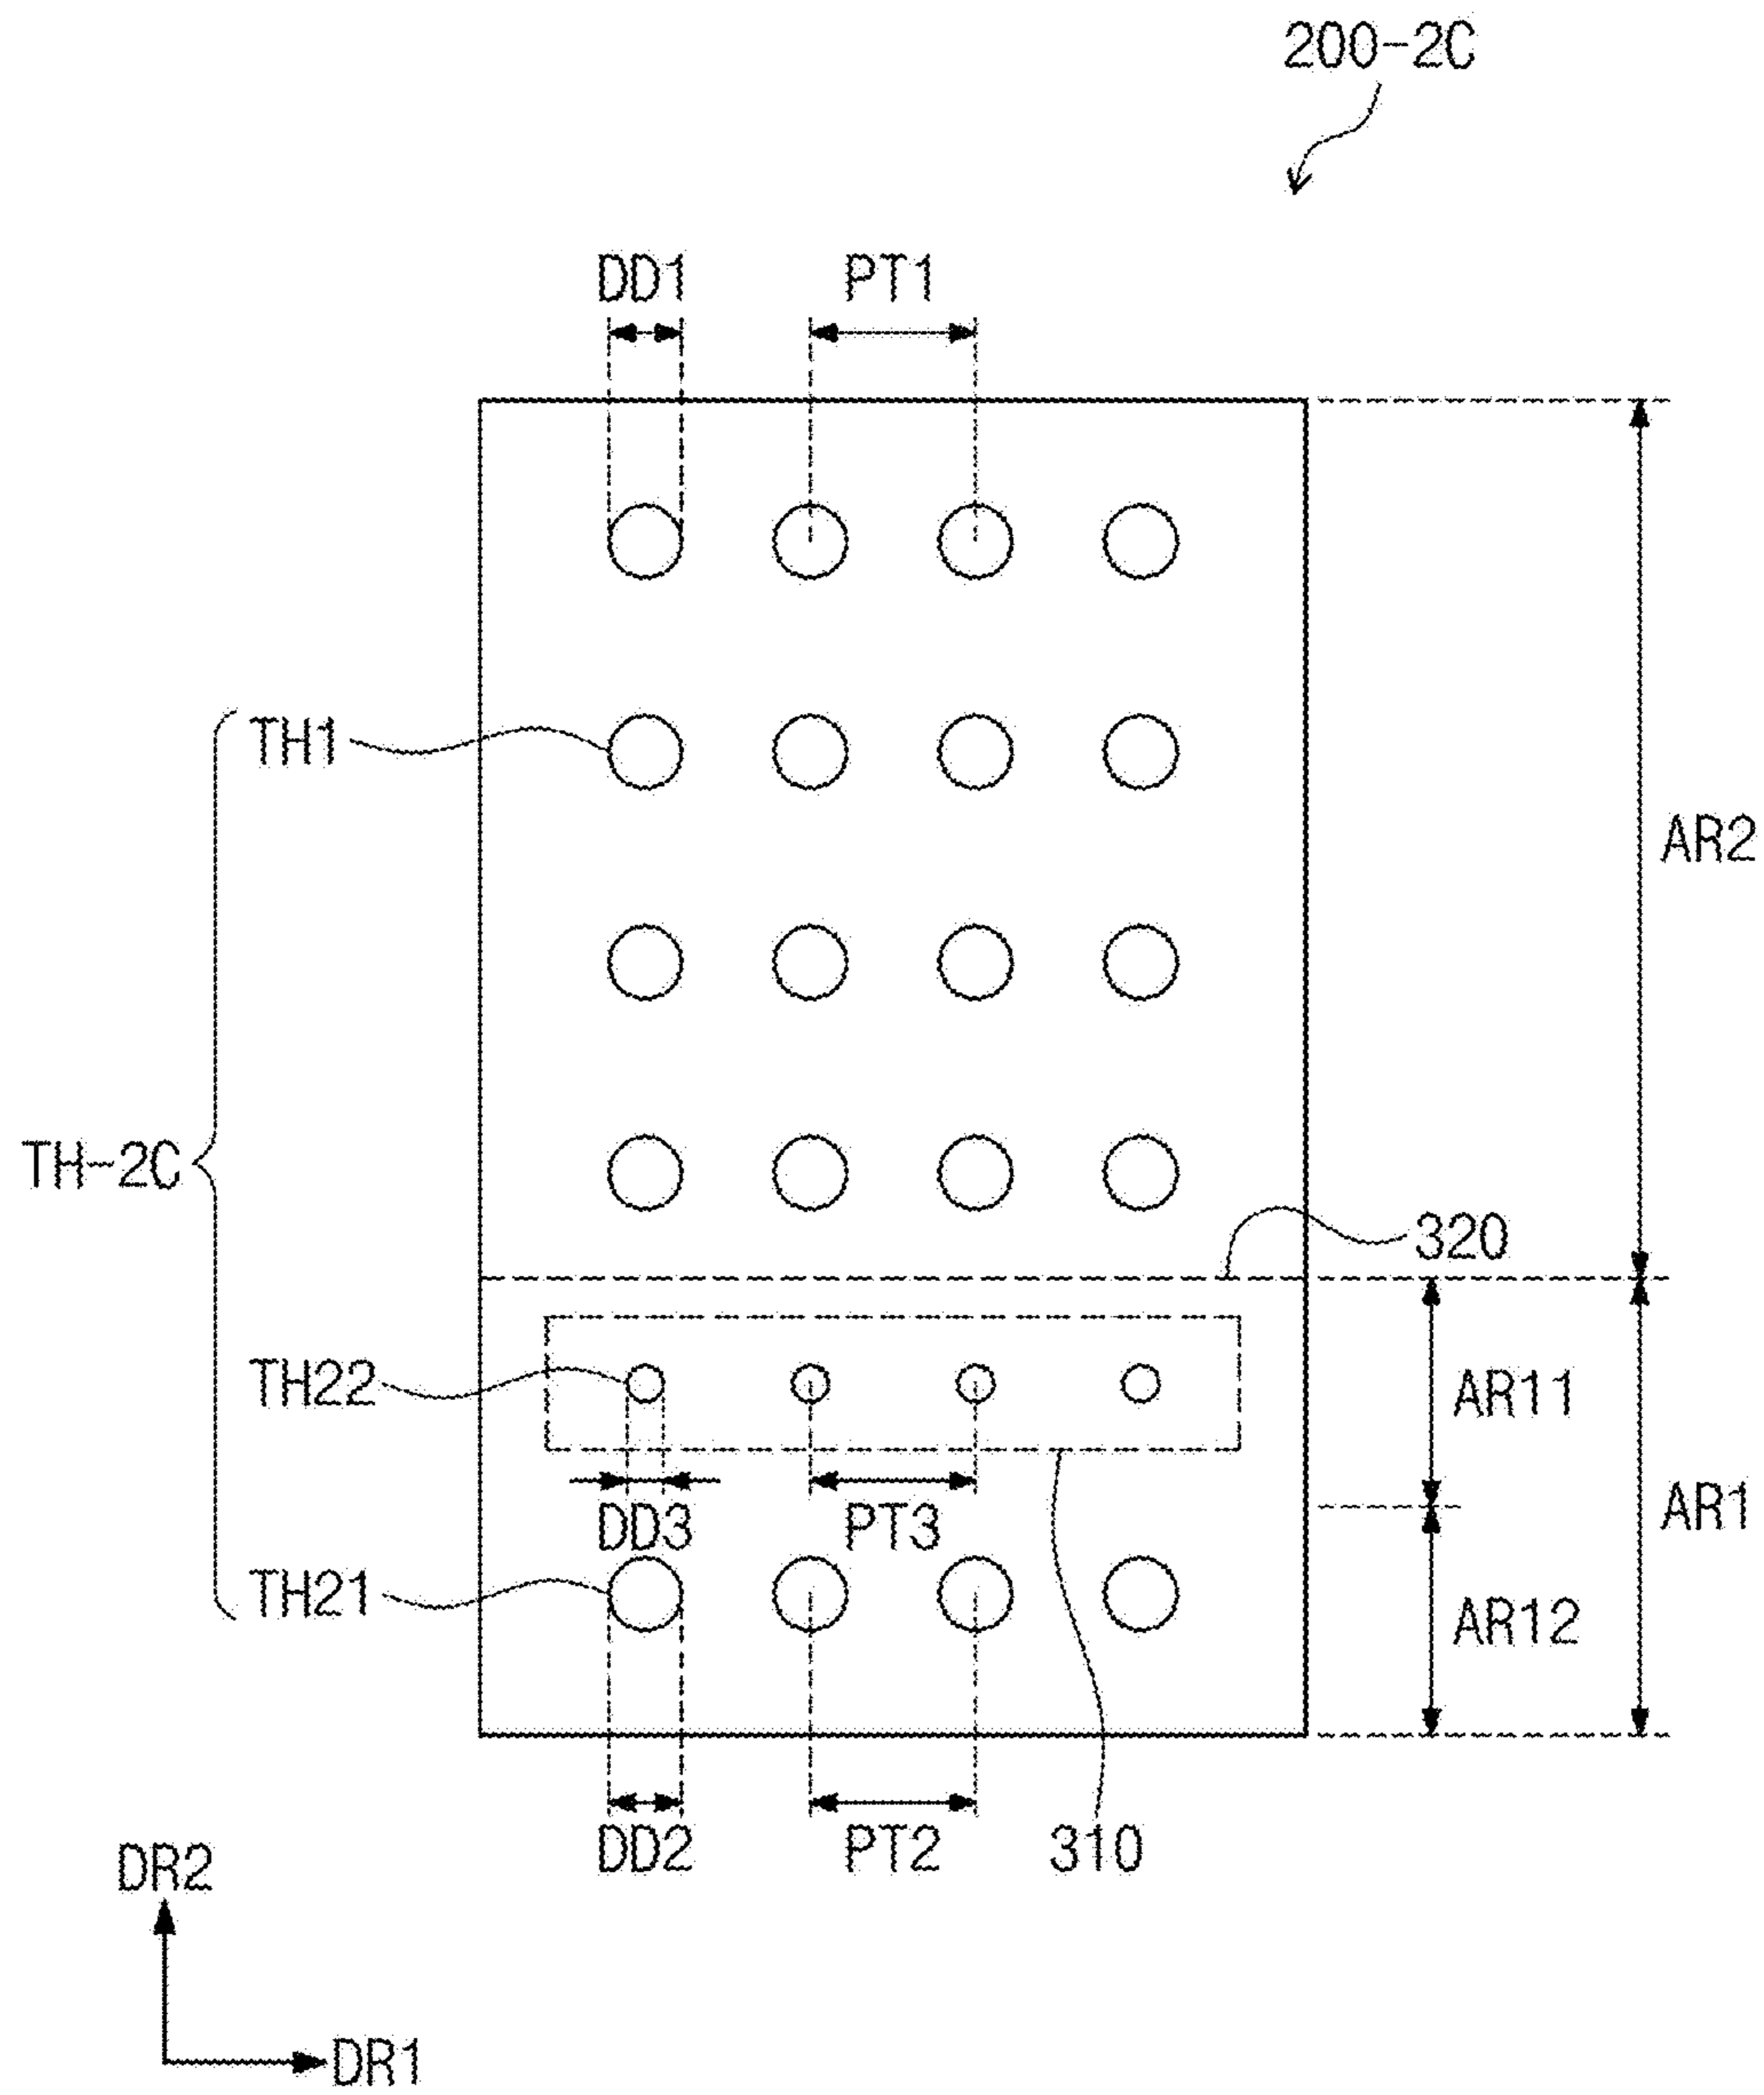 200-2C
DD1 PT1
TH1
AR2
TH-2C
320
TH22
AR11
DD3 PT3
AR1
TH21
AR12
DD2 PT2 310
DR2
DR1